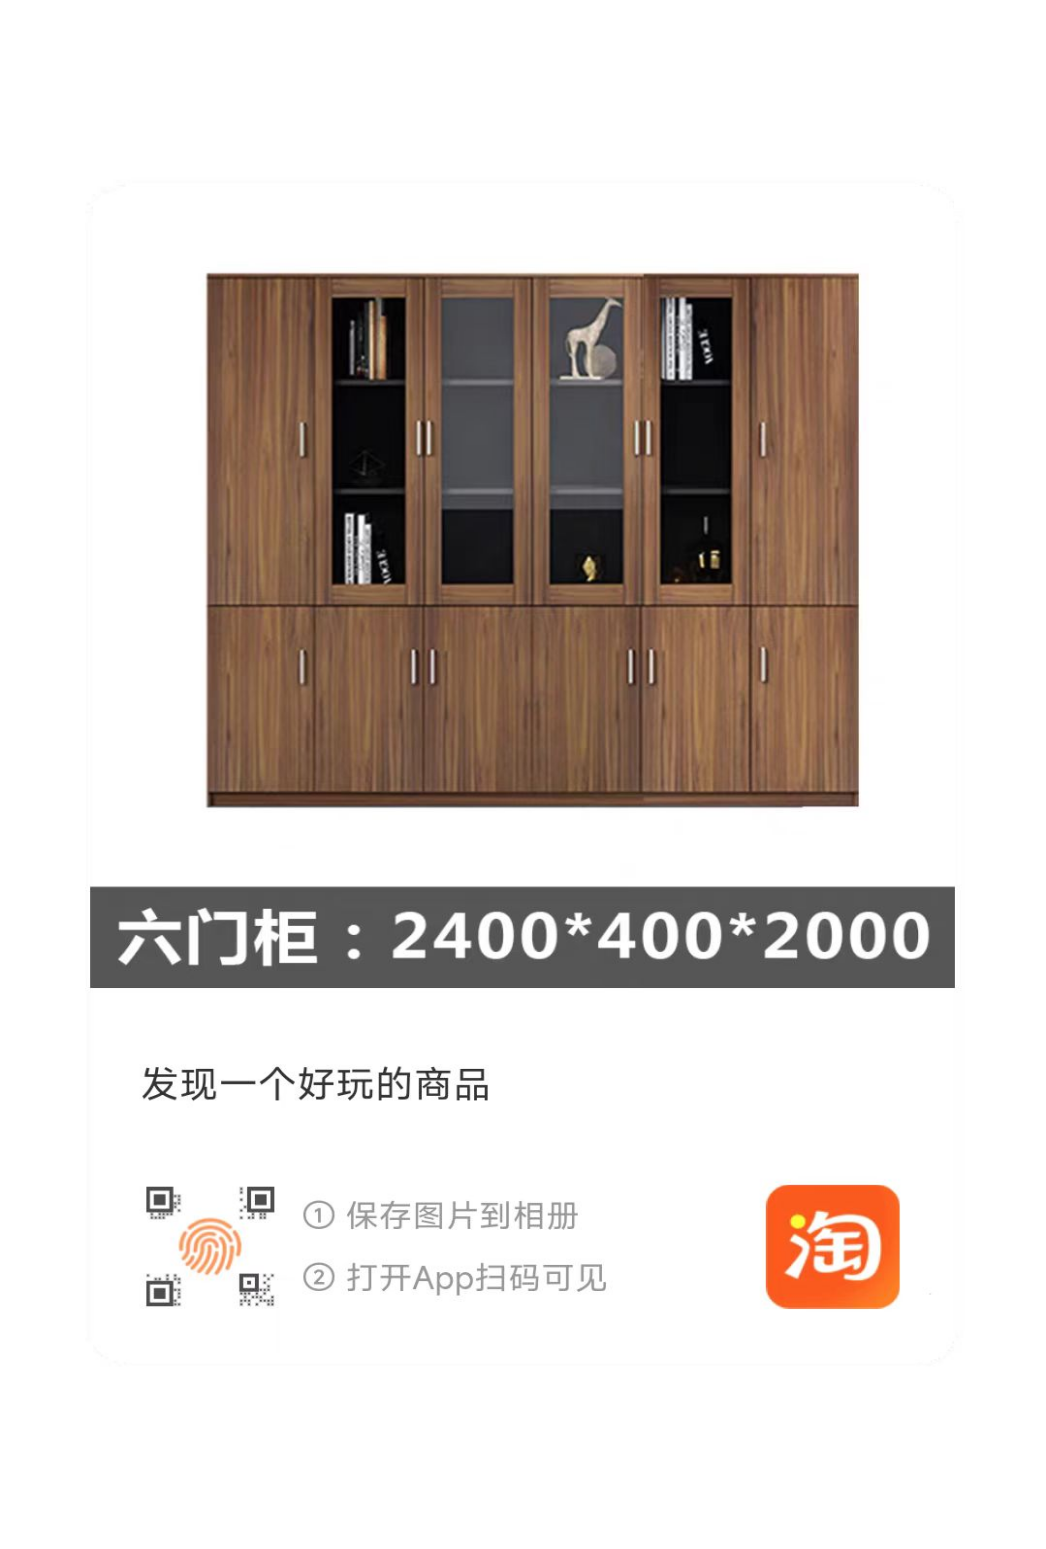 六门柜：2400*400*2000
发现一个好玩的商品
① 保存图片到相册
② 打开App扫码可见
淘